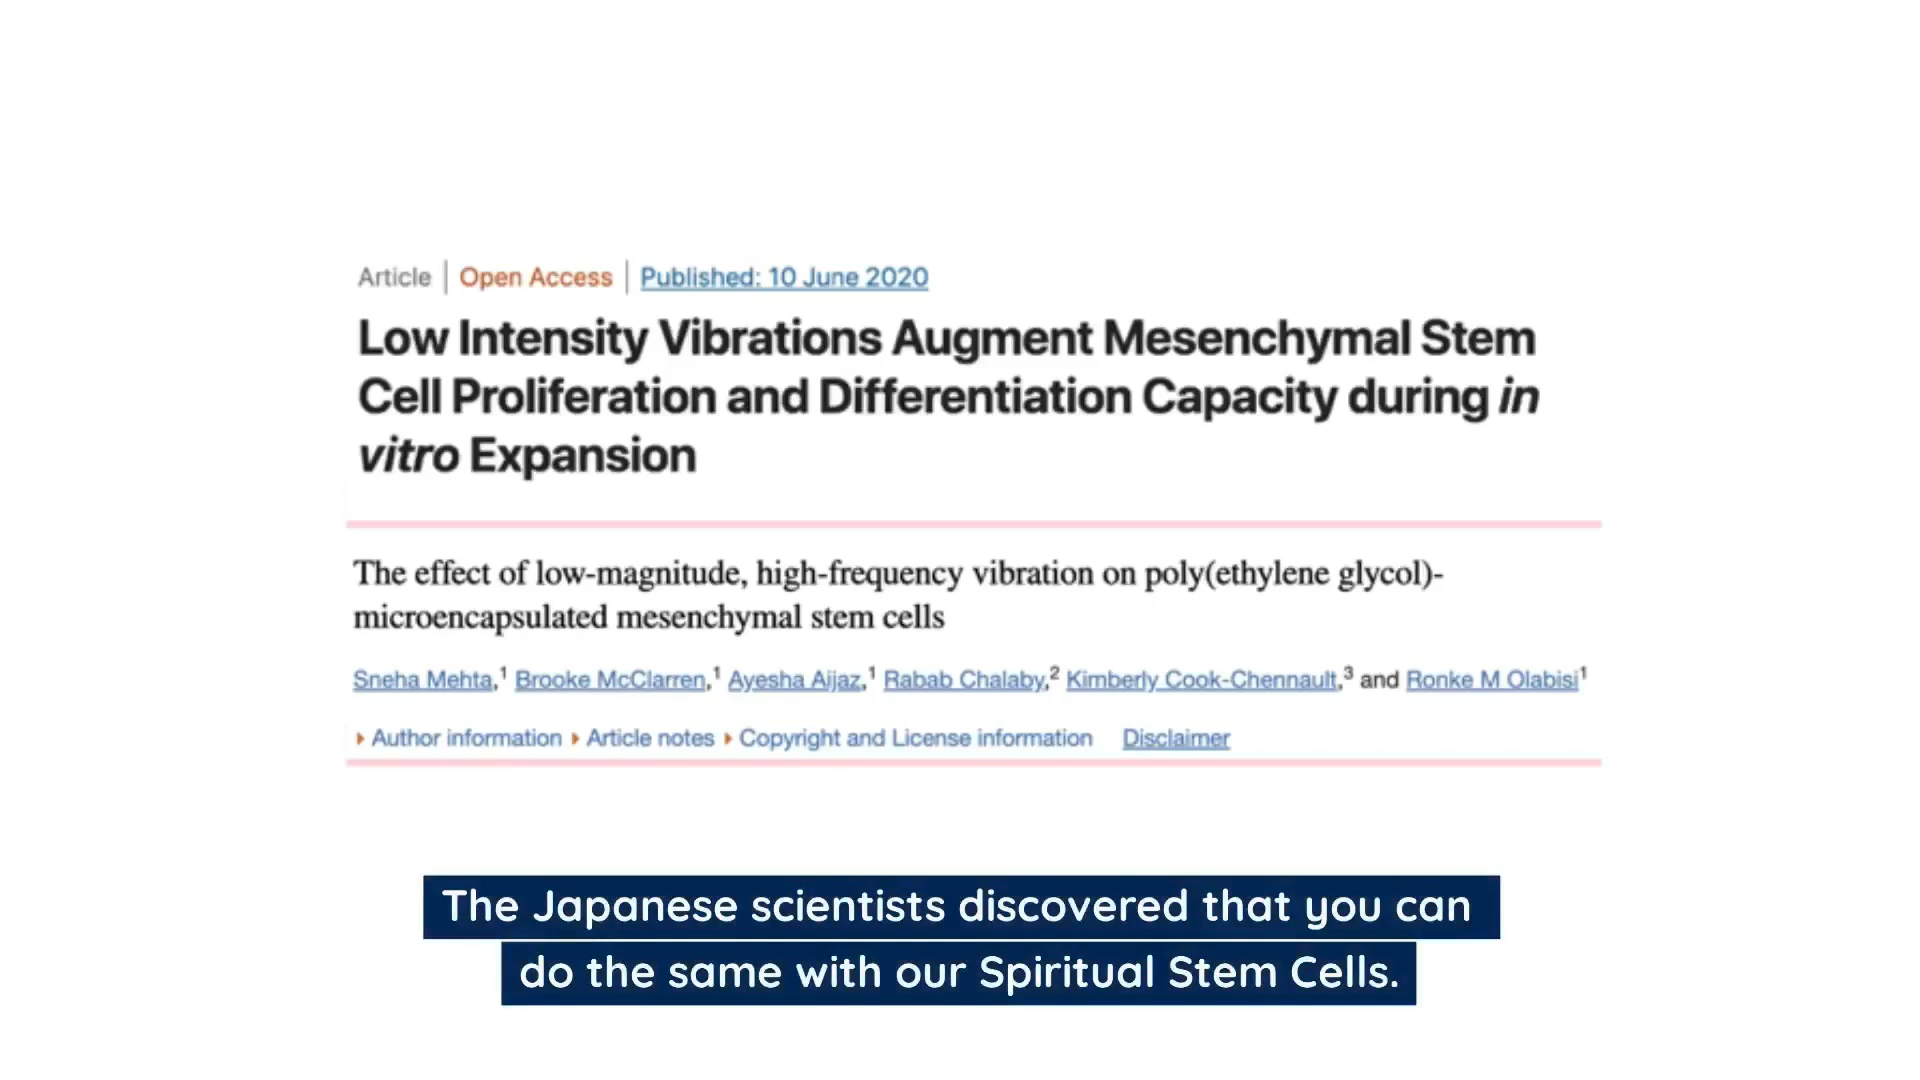 Article | Open Access | Published: 10 June 2020
Low Intensity Vibrations Augment Mesenchymal Stem
Cell Proliferation and Differentiation Capacity during in
vitro Expansion
The effect of low-magnitude, high-frequency vibration on poly(ethylene glycol)-
microencapsulated mesenchymal stem cells
Sneha Mehta,1 Brooke McClarren,1 Ayesha Aijaz,1 Rabab Chalaby,2 Kimberly Cook-Chennault,3 and Ronke M Olabisi1
Author information Article notes Copyright and License information Disclaimer
The Japanese scientists discovered that you can
do the same with our Spiritual Stem Cells.